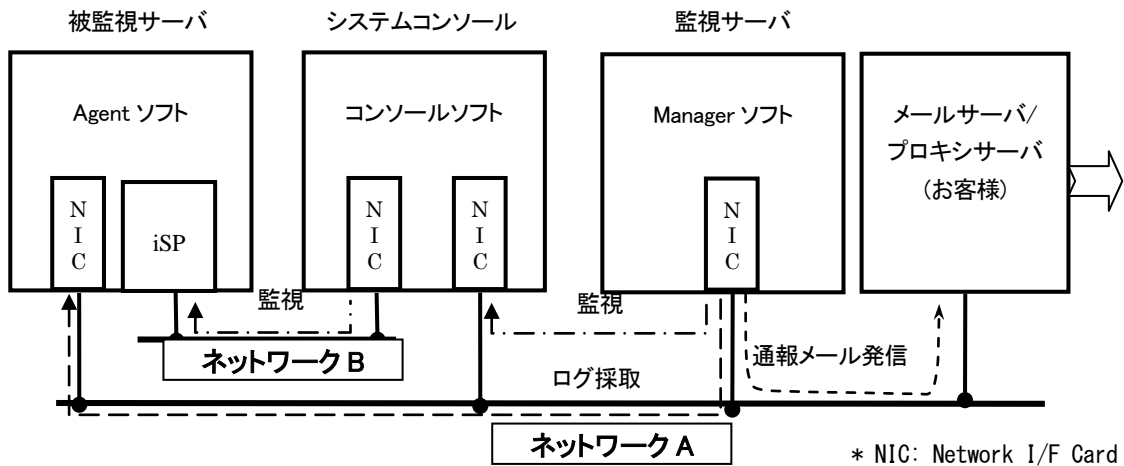 被監視サーバ
システムコンソール
監視サーバ
Agent ソフト
コンソールソフト
Manager ソフト
メールサーバ/
プロキシサーバ
(お客様)
NIC
iSP
NIC
NIC
NIC
監視
監視
ネットワーク B
通報メール発信
ログ採取
ネットワーク A
* NIC: Network I/F Card